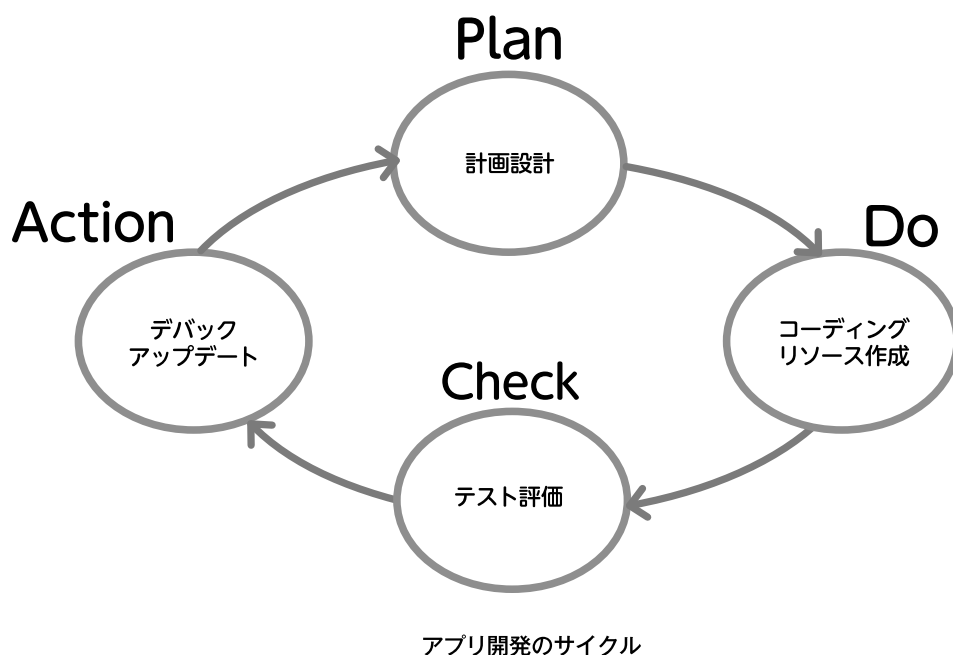 Plan
計画設計
Action
Do
デバック
アップデート
コーディング
リソース作成
Check
テスト評価
アプリ開発のサイクル